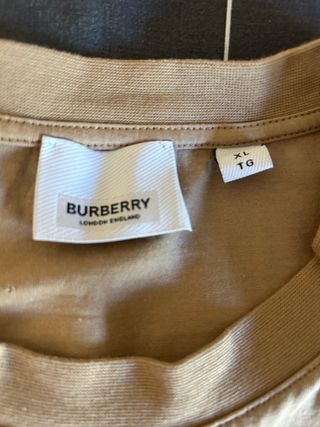 BURBERRY
LONDON ENGLAND
XL
TG